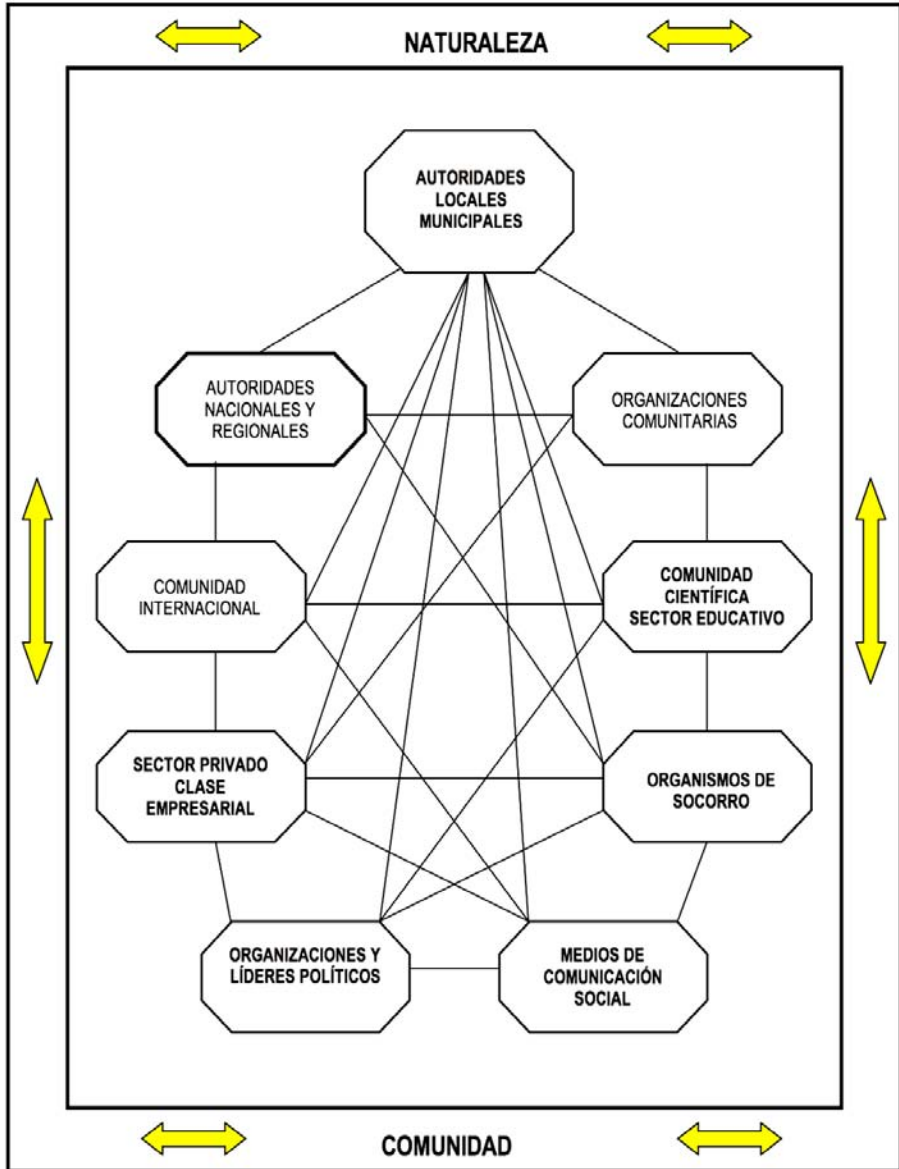 NATURALEZA
AUTORIDADES
LOCALES
MUNICIPALES
AUTORIDADES
NACIONALES Y
REGIONALES
ORGANIZACIONES
COMUNITARIAS
COMUNIDAD
INTERNACIONAL
COMUNIDAD
CIENTÍFICA
SECTOR EDUCATIVO
SECTOR PRIVADO
CLASE
EMPRESARIAL
ORGANISMOS DE
SOCORRO
ORGANIZACIONES Y
LÍDERES POLÍTICOS
MEDIOS DE
COMUNICACIÓN
SOCIAL
COMUNIDAD